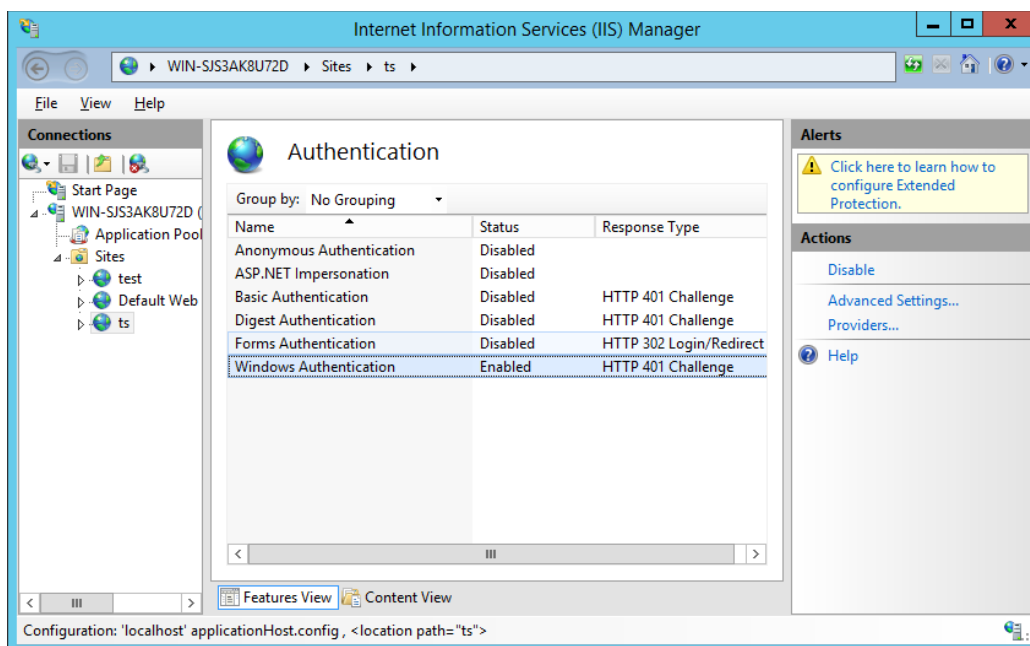 Internet Information Services (IIS) Manager
WIN-SJS3AK8U72D Sites ts
File View Help
Connections
Start Page
WIN-SJS3AK8U72D (
Application Pool
Sites
test
Default Web
ts
Authentication
Group by: No Grouping
Name Status Response Type
Anonymous Authentication Disabled
ASP.NET Impersonation Disabled
Basic Authentication Disabled HTTP 401 Challenge
Digest Authentication Disabled HTTP 401 Challenge
Forms Authentication Disabled HTTP 302 Login/Redirect
Windows Authentication Enabled HTTP 401 Challenge
Features View Content View
Alerts
Click here to learn how to
configure Extended
Protection.
Actions
Disable
Advanced Settings...
Providers...
Help
Configuration: 'localhost' applicationHost.config , <location path="ts">